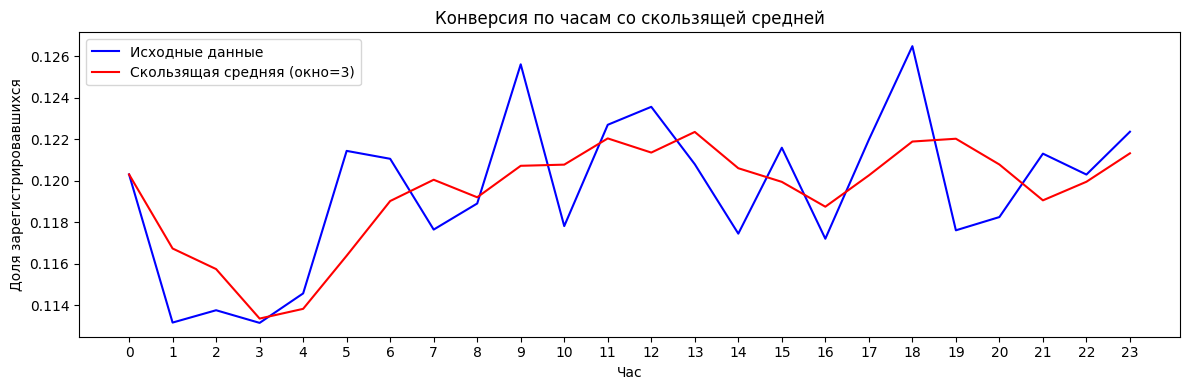 Конверсия по часам со скользящей средней
Исходные данные
Скользящая средняя (окно=3)
Доля зарегистрировавшихся
0.126
0.124
0.122
0.120
0.118
0.116
0.114
0 1 2 3 4 5 6 7 8 9 10 11 12 13 14 15 16 17 18 19 20 21 22 23
Час